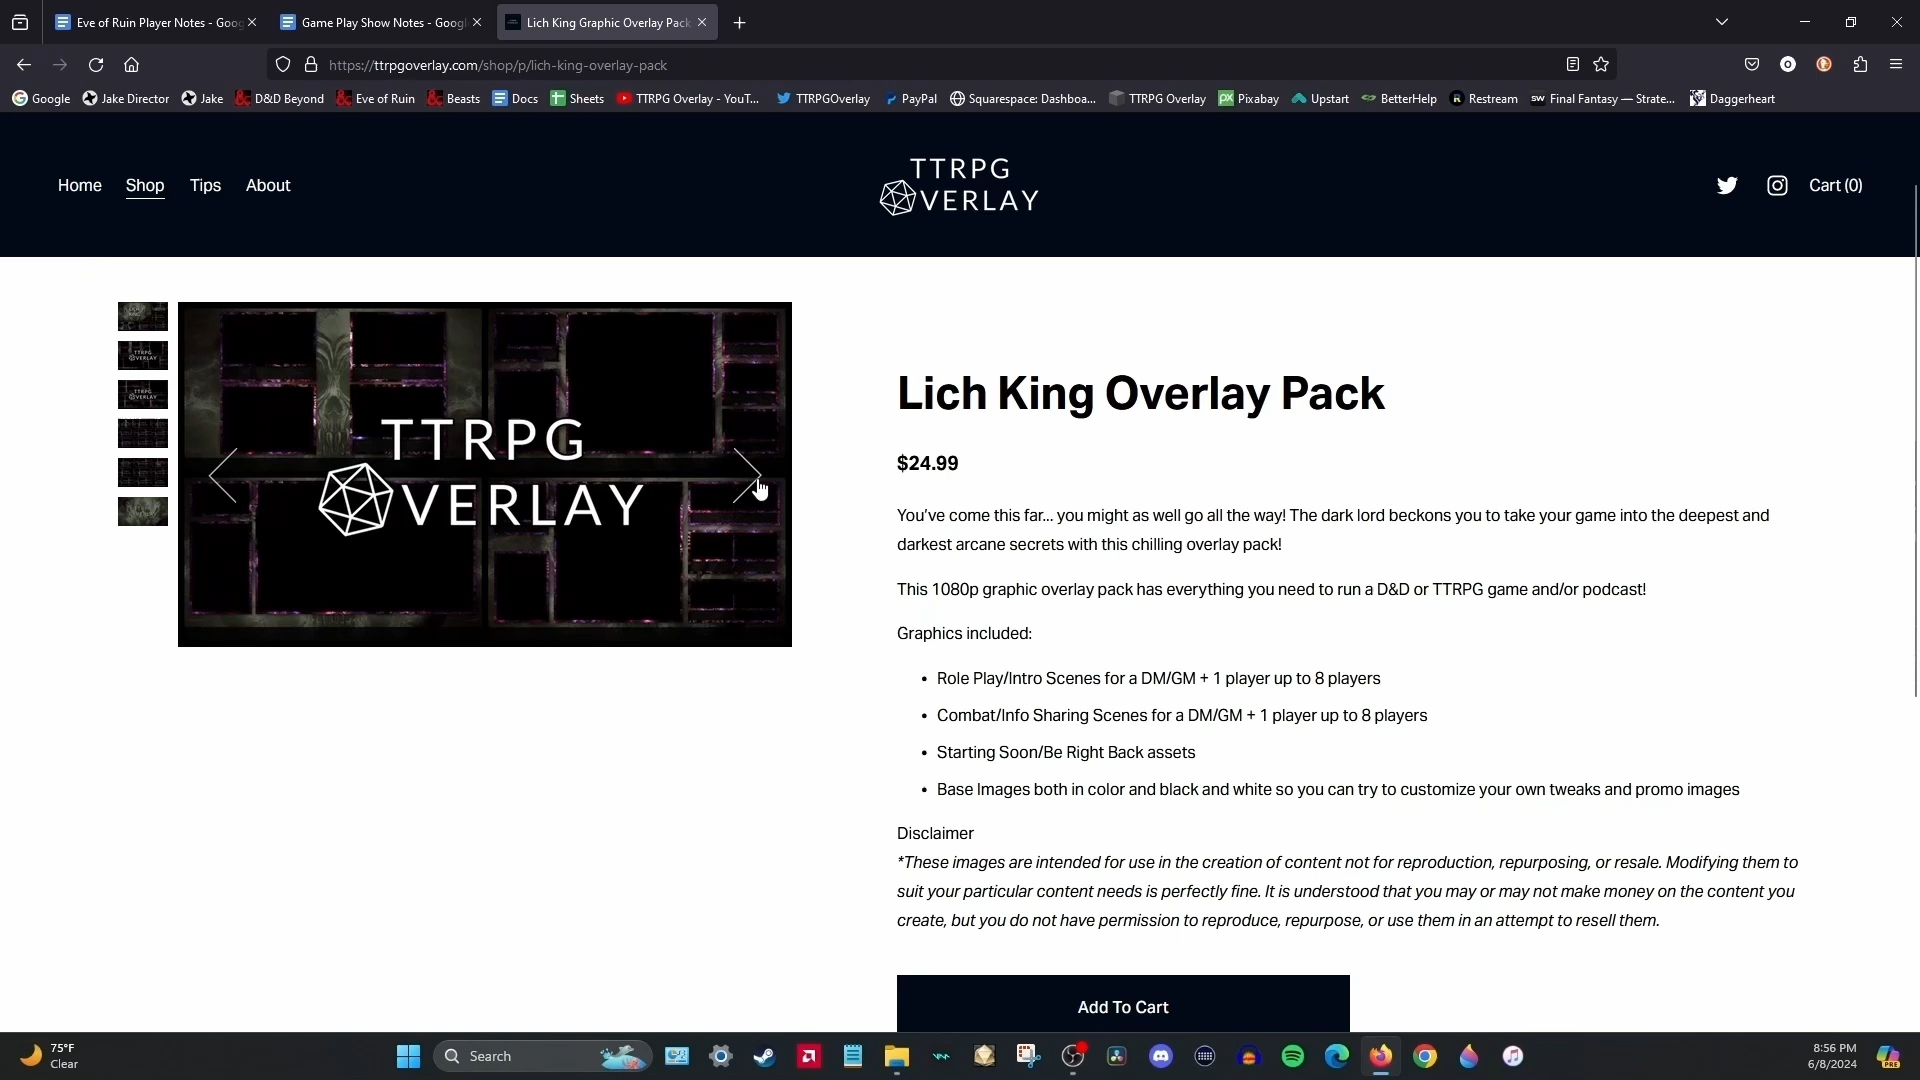 Eve of Ruin Player Notes - Goog
Game Play Show Notes - Googl
Lich King Graphic Overlay Pack
https://ttrpgoverlay.com/shop/p/lich-king-overlay-pack
Google
Jake Director
Jake
D&D Beyond
Eve of Ruin
Beasts
Docs
Sheets
TTRPG Overlay - YouT...
TTRPGOverlay
PayPal
Squarespace: Dashboa...
TTRPG Overlay
Pixabay
Upstart
BetterHelp
Restream
Final Fantasy — Strate...
Daggerheart
Home
Shop
Tips
About
TTRPG
VERLAY
Cart (0)
TTRPG
VERLAY
Lich King Overlay Pack
$24.99
You've come this far... you might as well go all the way! The dark lord beckons you to take your game into the deepest and
darkest arcane secrets with this chilling overlay pack!
This 1080p graphic overlay pack has everything you need to run a D&D or TTRPG game and/or podcast!
Graphics included:
• Role Play/Intro Scenes for a DM/GM + 1 player up to 8 players
• Combat/Info Sharing Scenes for a DM/GM + 1 player up to 8 players
• Starting Soon/Be Right Back assets
• Base Images both in color and black and white so you can try to customize your own tweaks and promo images
Disclaimer
*These images are intended for use in the creation of content not for reproduction, repurposing, or resale. Modifying them to
suit your particular content needs is perfectly fine. It is understood that you may or may not make money on the content you
create, but you do not have permission to reproduce, repurpose, or use them in an attempt to resell them.
Add To Cart
75°F
Clear
Search
8:56 PM
6/8/2024